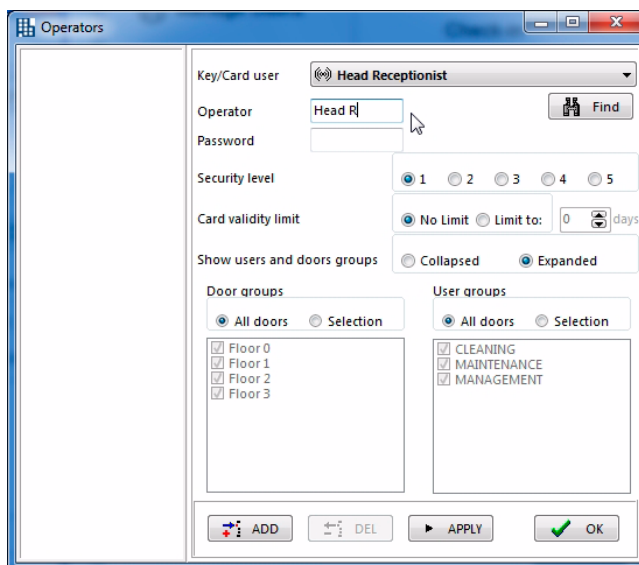 Operators
Key/Card user Head Receptionist
Operator Head R Find
Password
Security level 1 2 3 4 5
Card validity limit No Limit Limit to: 0 days
Show users and doors groups Collapsed Expanded
Door groups User groups
All doors Selection All doors Selection
Floor 0 CLEANING
Floor 1 MAINTENANCE
Floor 2 MANAGEMENT
Floor 3
ADD DEL APPLY OK